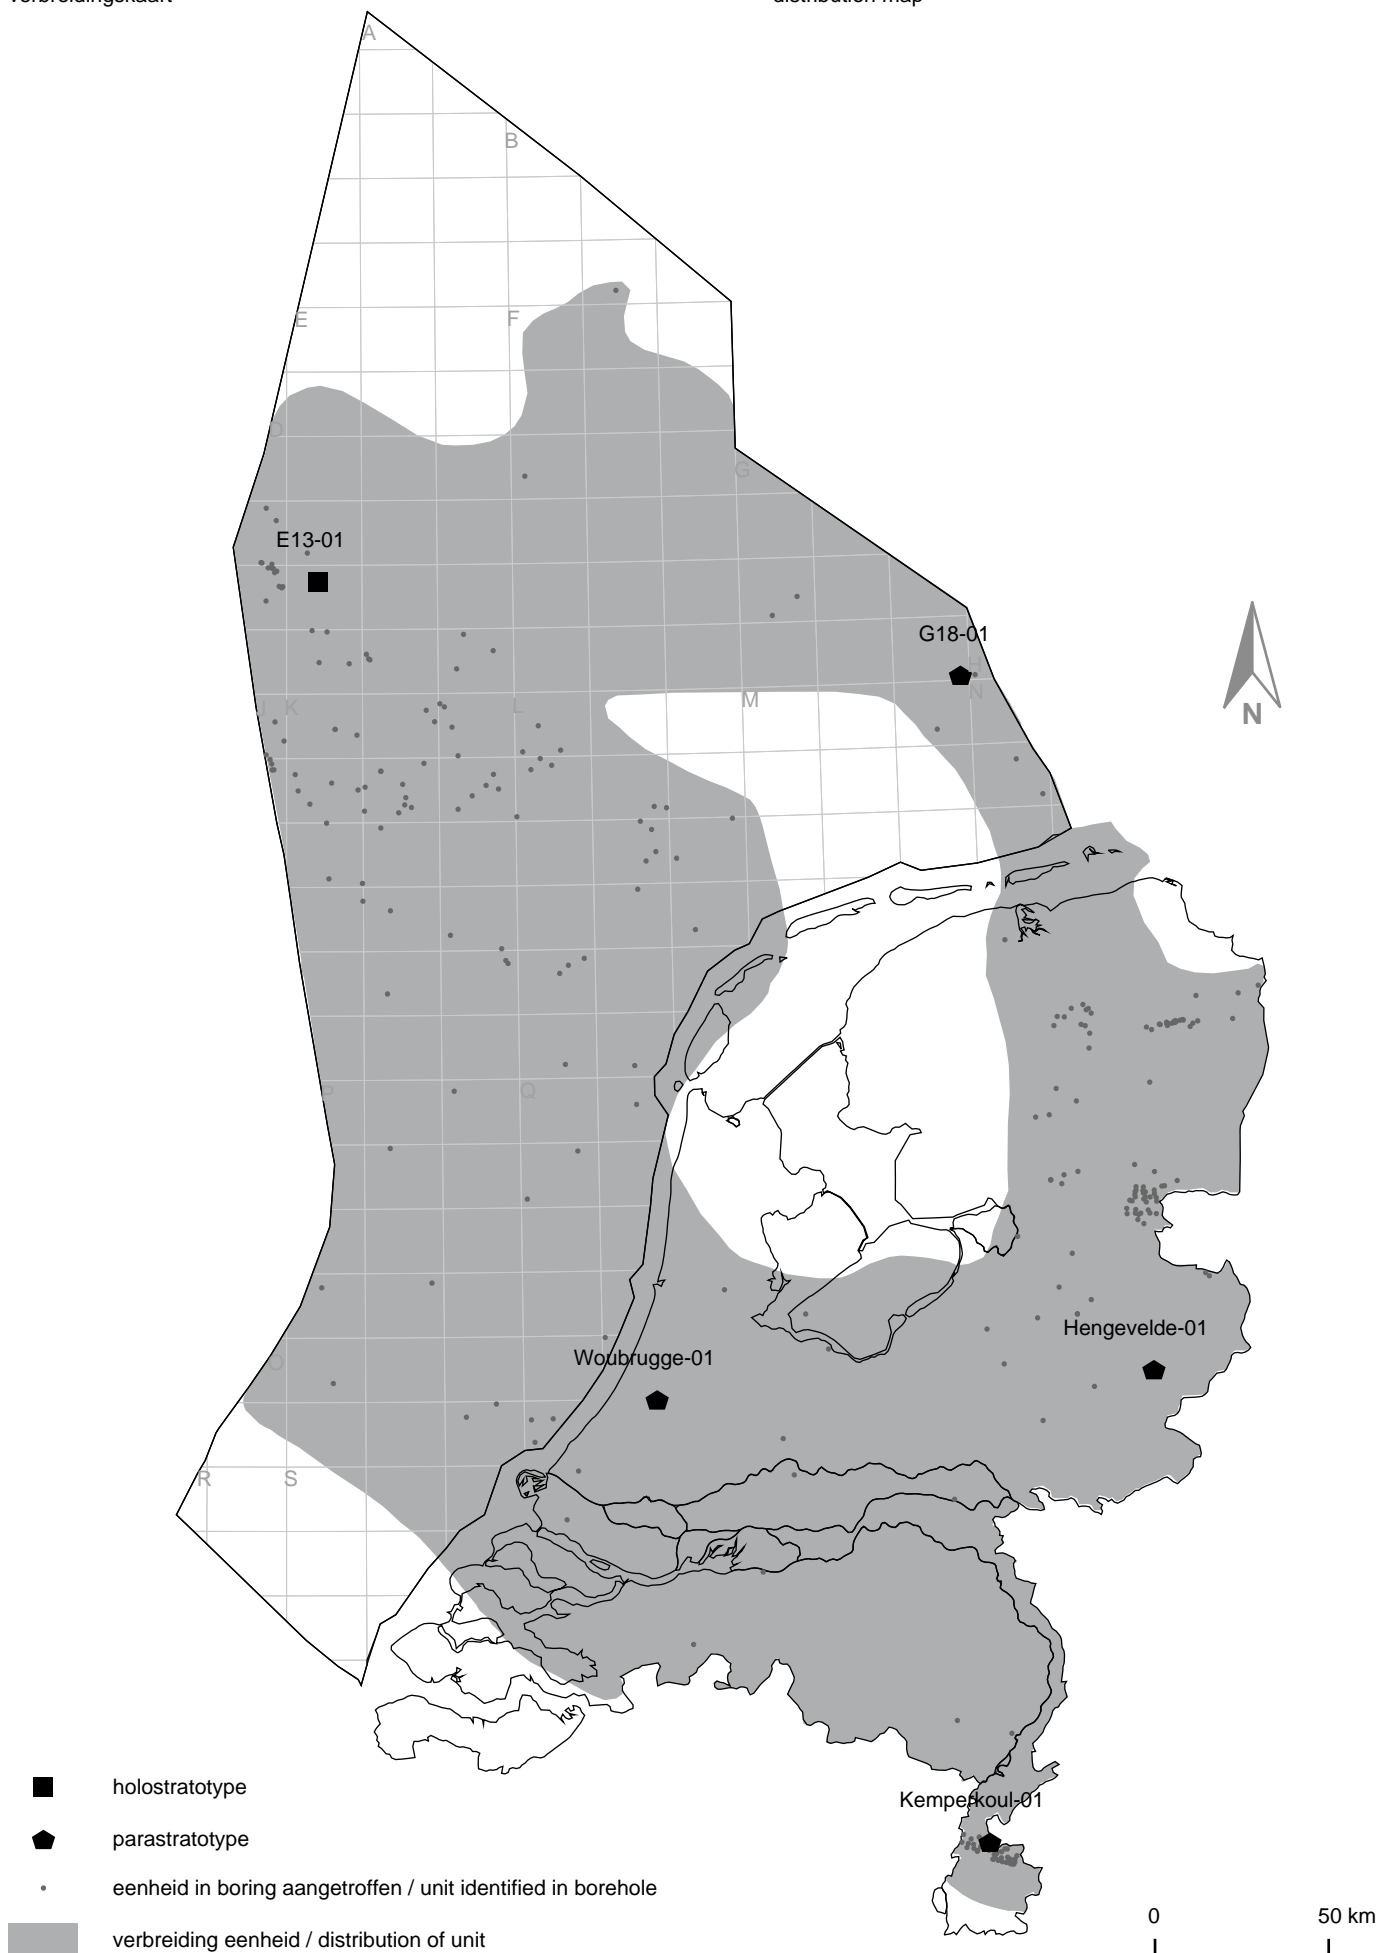 verbreidingskaart
distribution map
A
B
E
F
D
G
E13-01
G18-01
H
N
J
K
L
M
N
P
Q
Hengevelde-01
Woubrugge-01
O
R
S
Kemperkoul-01
holostratotype
parastratotype
eenheid in boring aangetroffen / unit identified in borehole
verbreiding eenheid / distribution of unit
0
50 km